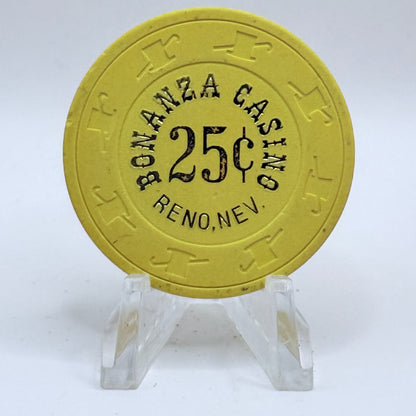 BONANZA CASINO
25¢
RENO, NEV.